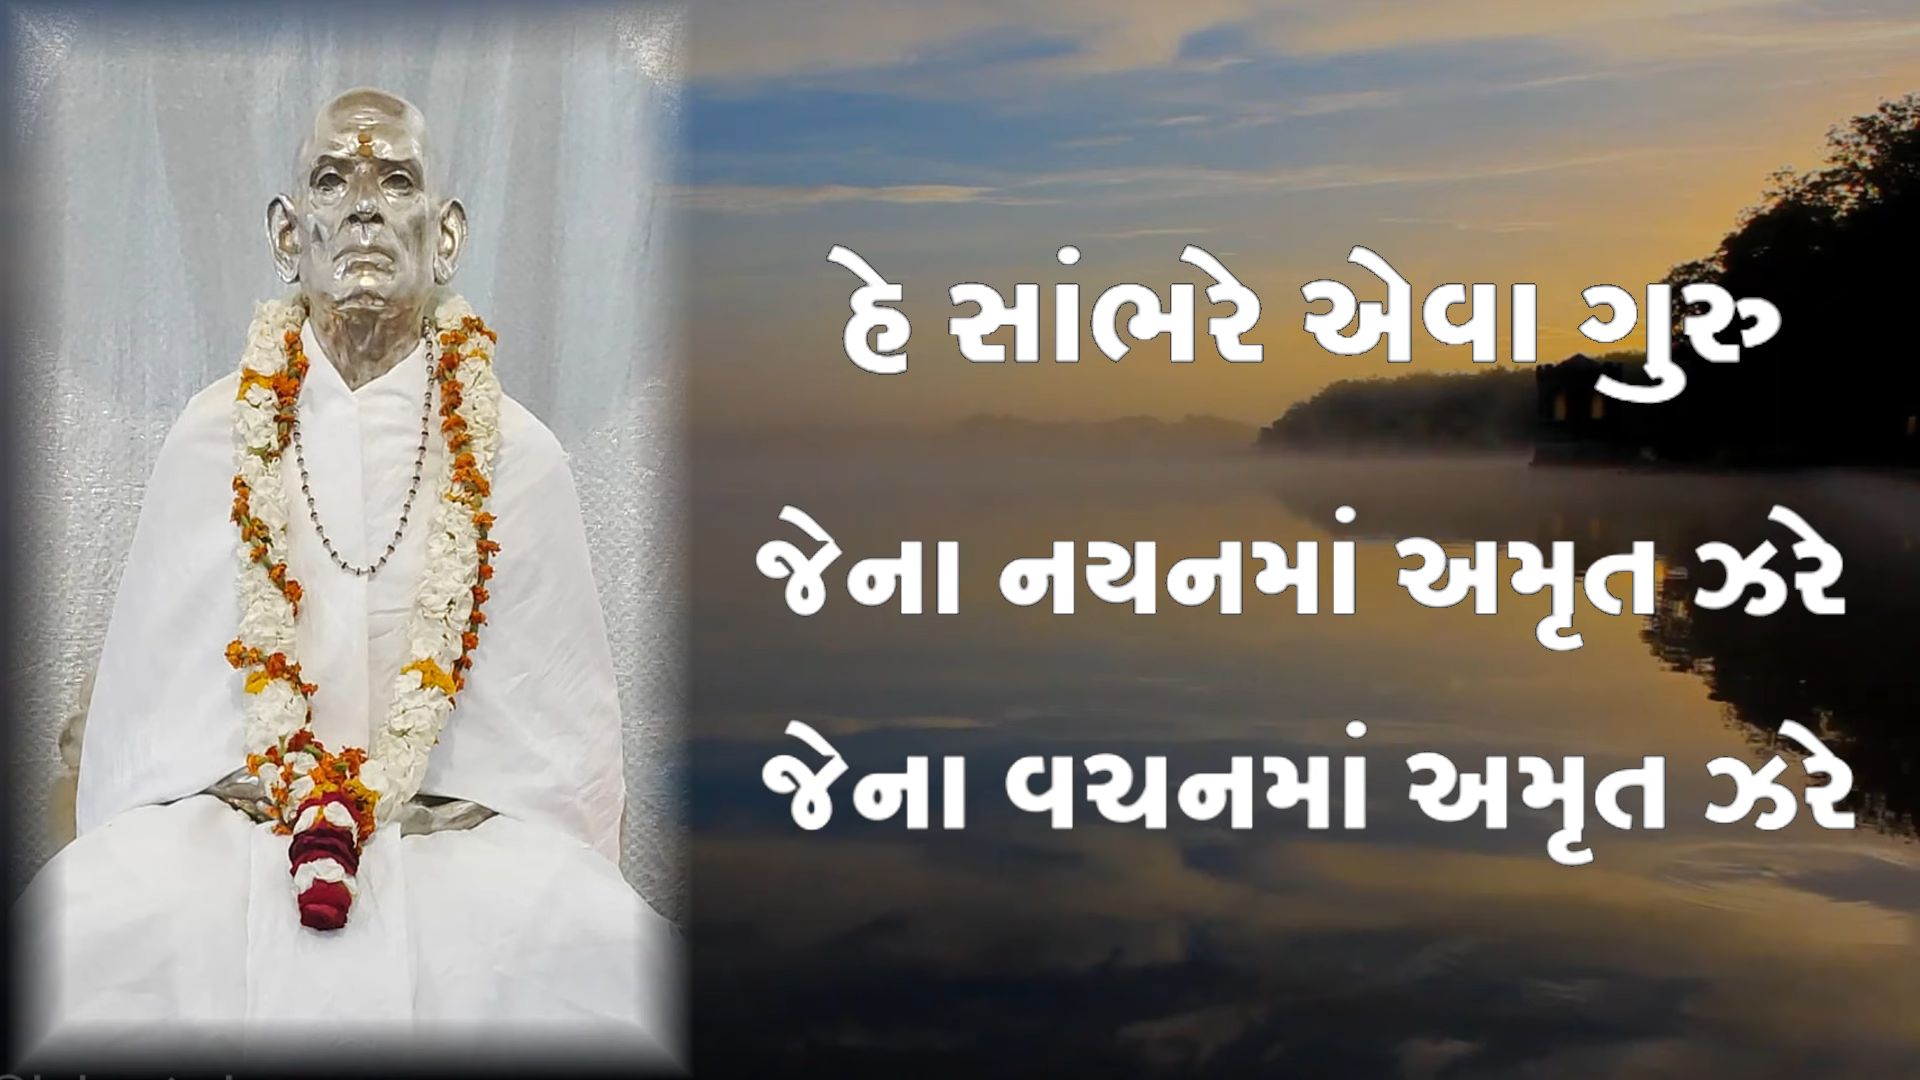 હે સાંભરે એવા ગુરુ
જેના નયનમાં અમૃત ઝરે
જેના વચનમાં અમૃત ઝરે